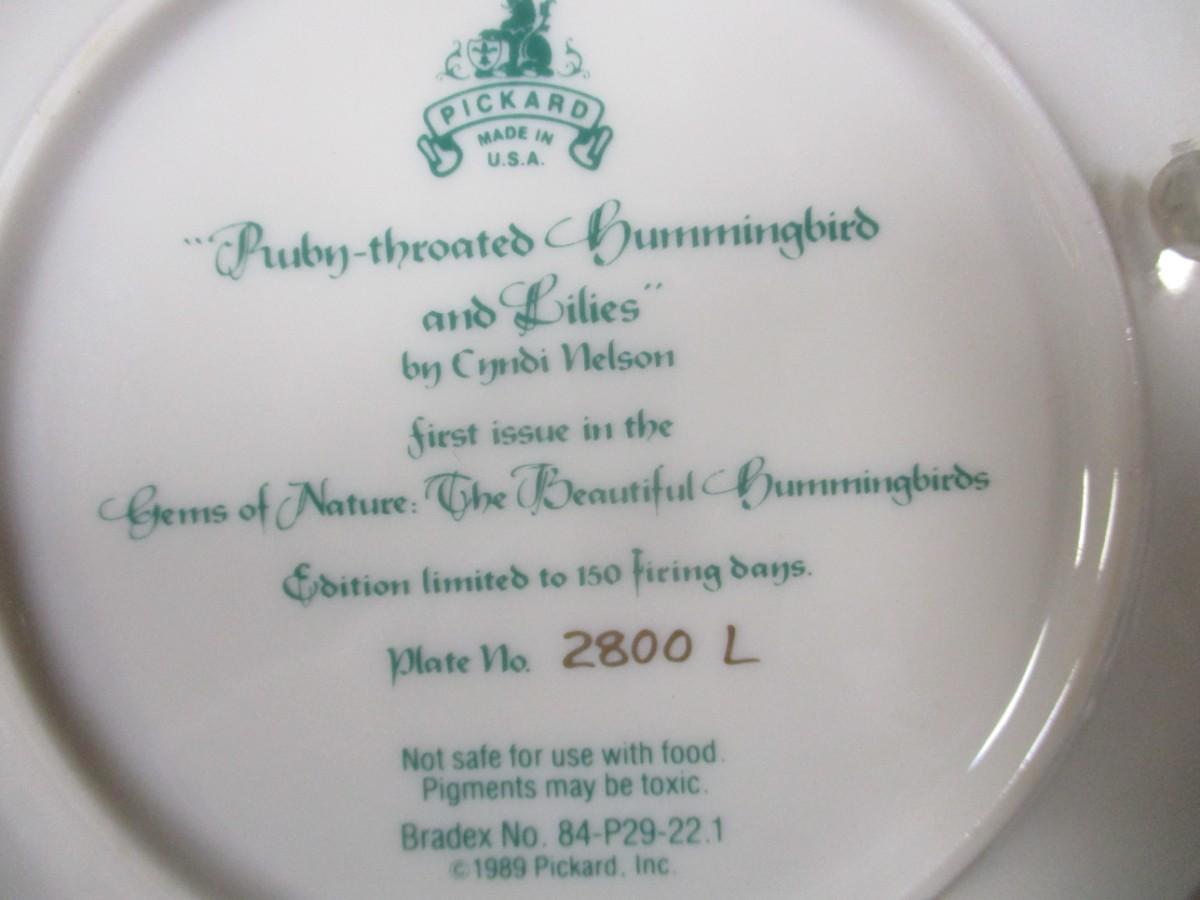 PICKARD
MADE IN
U.S.A.
"Ruby-throated Hummingbird
and Lilies"
by Cyndi Nelson
first issue in the
Gems of Nature: The Beautiful Hummingbirds
Edition limited to 150 firing days.
Plate No. 2800 L
Not safe for use with food.
Pigments may be toxic.
Bradex No. 84-P29-22.1
©1989 Pickard, Inc.